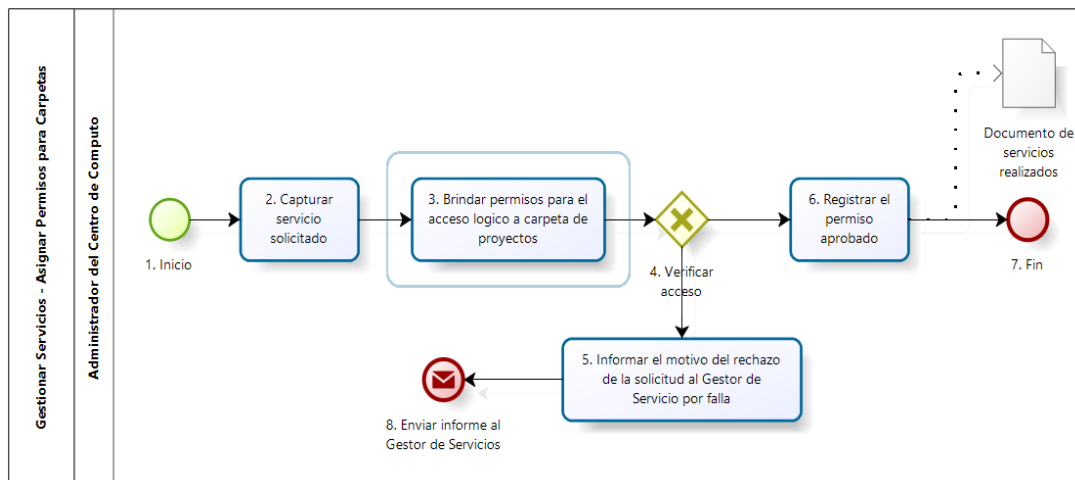 Gestionar Servicios - Asignar Permisos para Carpetas
Administrador del Centro de Computo
1. Inicio
2. Capturar
servicio
solicitado
3. Brindar permisos para el
acceso logico a carpeta de
proyectos
4. Verificar
acceso
6. Registrar el
permiso
aprobado
7. Fin
Documento de
servicios
realizados
5. Informar el motivo del rechazo
de la solicitud al Gestor de
Servicio por falla
8. Enviar informe al
Gestor de Servicios